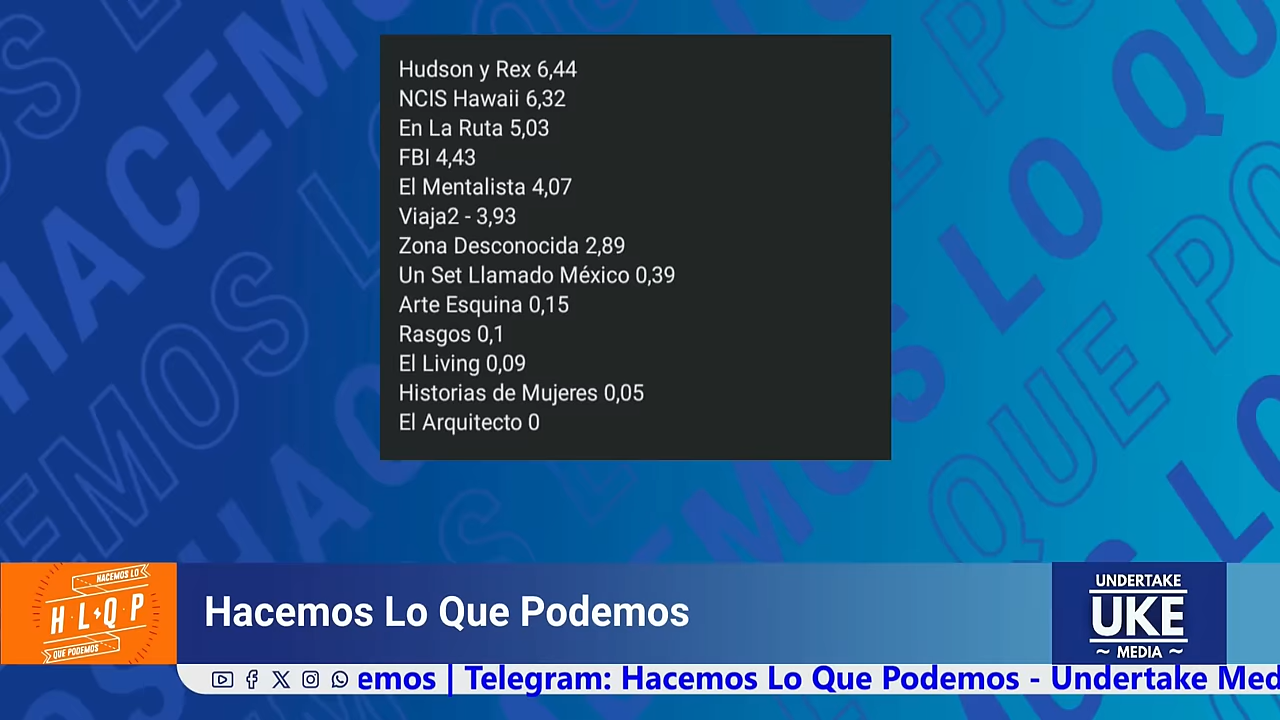 Hudson y Rex 6,44
NCIS Hawaii 6,32
En La Ruta 5,03
FBI 4,43
El Mentalista 4,07
Viaja2 - 3,93
Zona Desconocida 2,89
Un Set Llamado México 0,39
Arte Esquina 0,15
Rasgos 0,1
El Living 0,09
Historias de Mujeres 0,05
El Arquitecto 0
HACEMOS LO
H L Q P
QUE PODEMOS
Hacemos Lo Que Podemos
UNDERTAKE
UKE
~ MEDIA ~
emos | Telegram: Hacemos Lo Que Podemos - Undertake Med